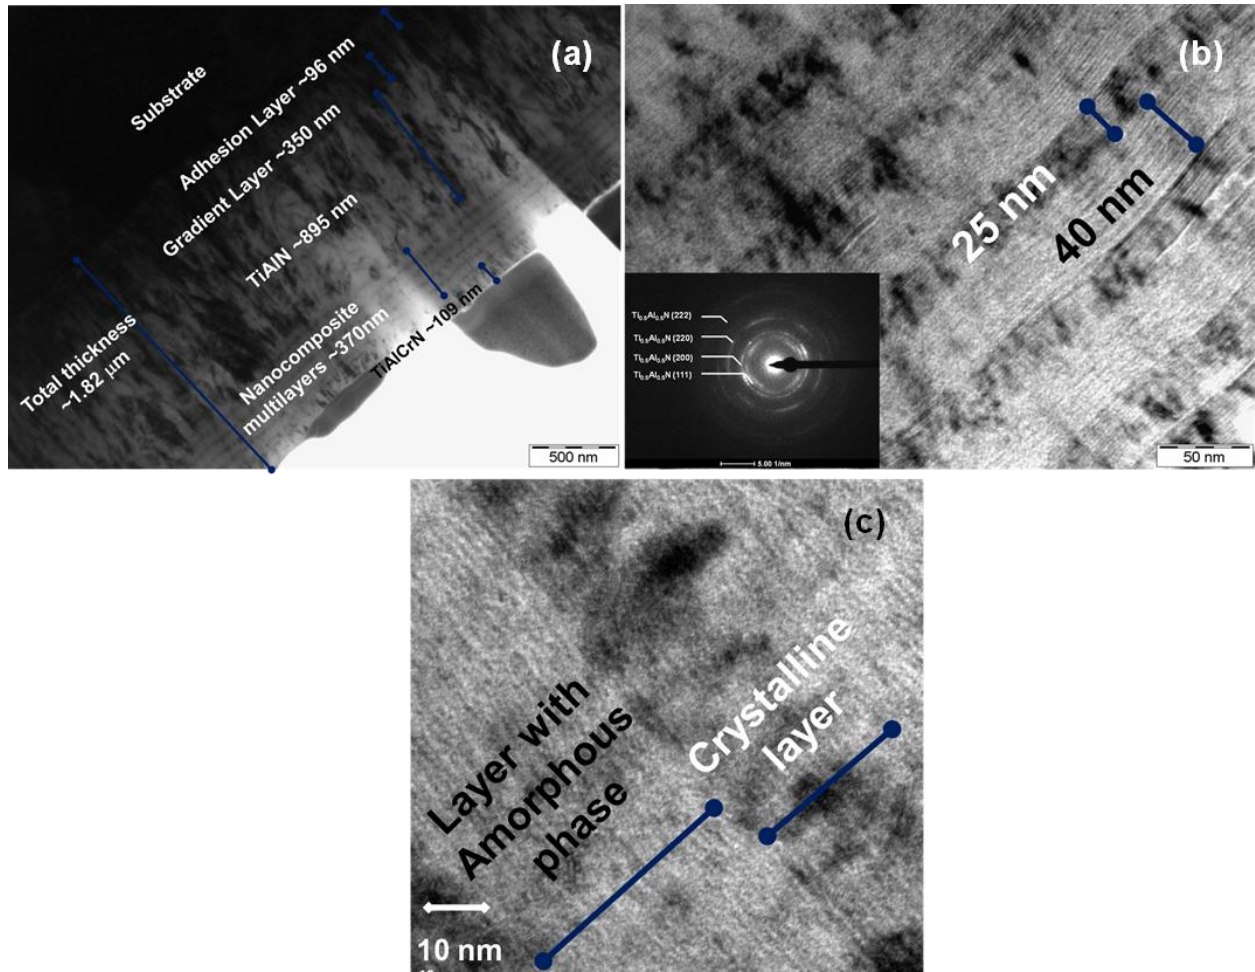 (a)
Substrate
Adhesion Layer ~96 nm
Gradient Layer ~350 nm
TiAlN ~895 nm
Nanocomposite
multilayers ~370nm
TiAlCrN ~109 nm
Total thickness
~1.82 μm
500 nm
(b)
25 nm
40 nm
Ti0.5Al0.5N (222)
Ti0.5Al0.5N (220)
Ti0.5Al0.5N (200)
Ti0.5Al0.5N (111)
5.00 1/nm
50 nm
(c)
Layer with
Amorphous
phase
Crystalline
layer
10 nm